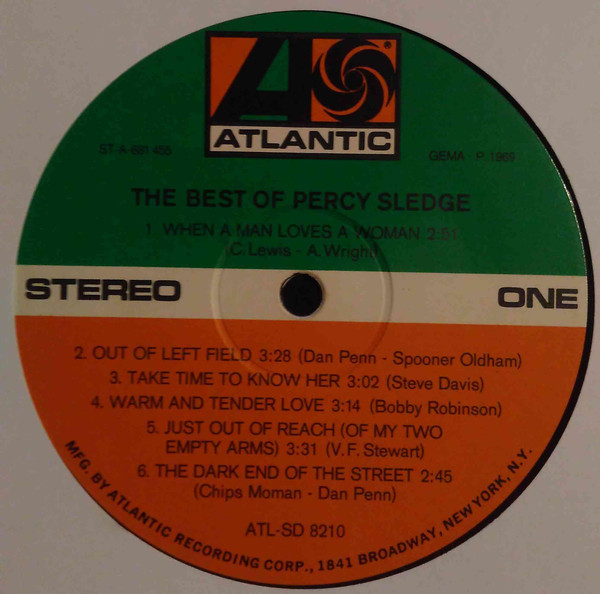 ATLANTIC
ST-A-691 455
GEMA P 1969
THE BEST OF PERCY SLEDGE
1. WHEN A MAN LOVES A WOMAN 2:51
(C. Lewis - A. Wright)
STEREO
ONE
2. OUT OF LEFT FIELD 3:28 (Dan Penn - Spooner Oldham)
3. TAKE TIME TO KNOW HER 3:02 (Steve Davis)
4. WARM AND TENDER LOVE 3:14 (Bobby Robinson)
5. JUST OUT OF REACH (OF MY TWO
EMPTY ARMS) 3:31 (V.F. Stewart)
6. THE DARK END OF THE STREET 2:45
(Chips Moman - Dan Penn)
ATL-SD 8210
MFG. BY ATLANTIC RECORDING CORP., 1841 BROADWAY, NEW YORK, N.Y.